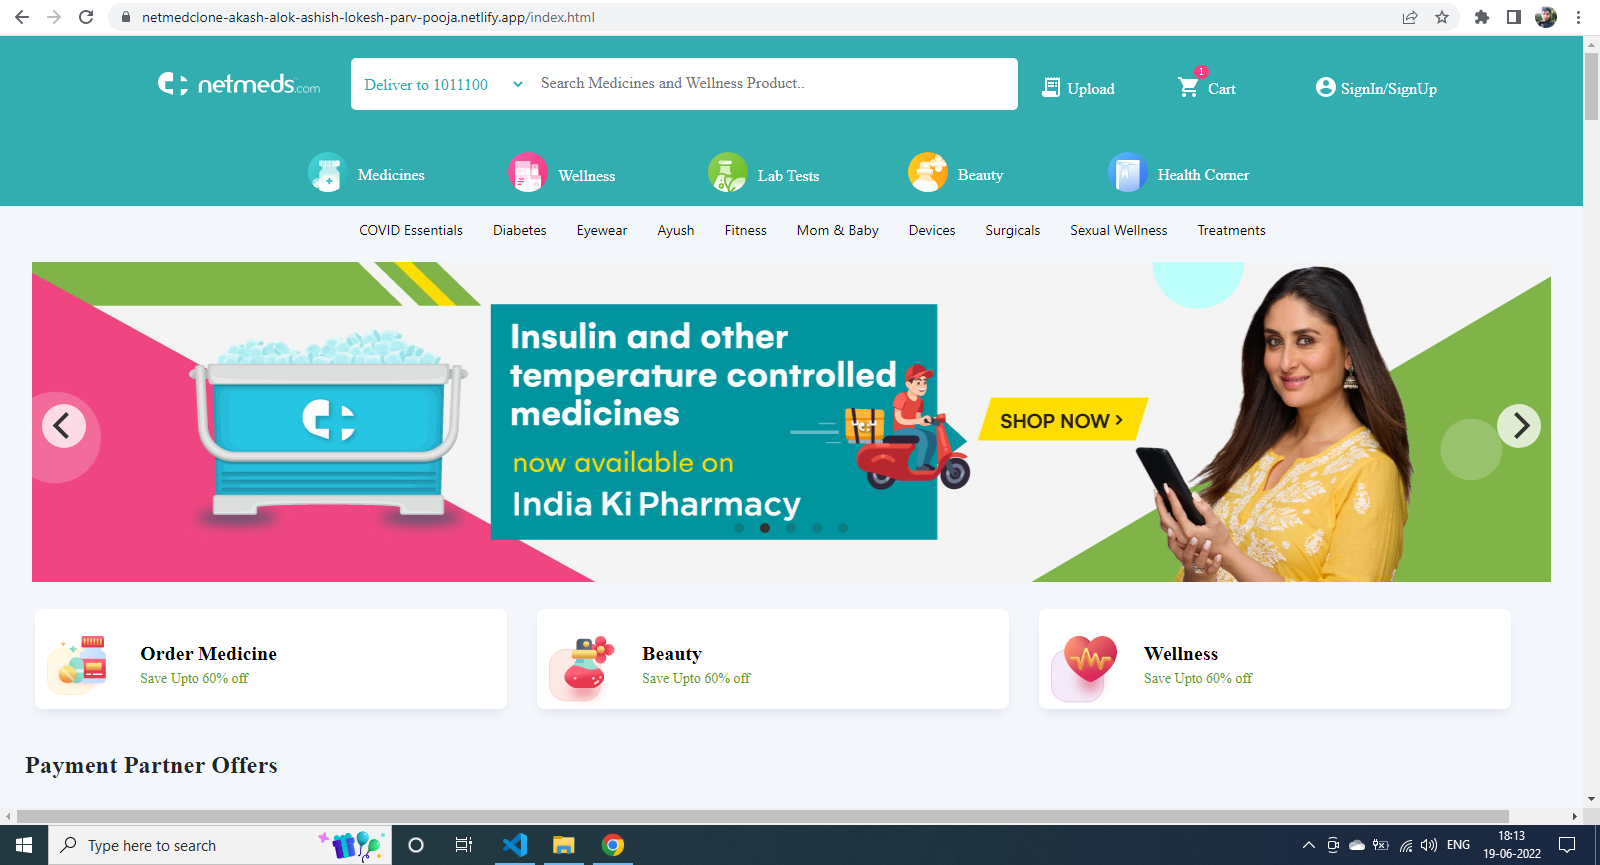 netmedclone-akash-alok-ashish-lokesh-parv-pooja.netlify.app/index.html
netmeds.com
Deliver to 1011100
Search Medicines and Wellness Product..
Upload
1
Cart
SignIn/SignUp
Medicines
Wellness
Lab Tests
Beauty
Health Corner
COVID Essentials
Diabetes
Eyewear
Ayush
Fitness
Mom & Baby
Devices
Surgicals
Sexual Wellness
Treatments
Insulin and other
temperature controlled
medicines
now available on
India Ki Pharmacy
SHOP NOW >
Order Medicine
Save Upto 60% off
Beauty
Save Upto 60% off
Wellness
Save Upto 60% off
Payment Partner Offers
Type here to search
ENG
18:13
19-06-2022